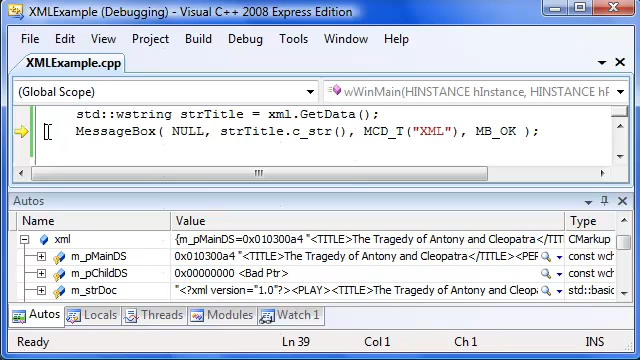 XMLExample (Debugging) - Visual C++ 2008 Express Edition
File Edit View Project Build Debug Tools Window Help
XMLExample.cpp
(Global Scope) wWinMain(HINSTANCE hInstance, HINSTANCE hP
std::wstring strTitle = xml.GetData();
MessageBox( NULL, strTitle.c_str(), MCD_T("XML"), MB_OK );
Autos
Name Value Type
xml {m_pMainDS=0x010300a4 "<TITLE>The Tragedy of Antony and Cleopatra</TITL CMarkup
m_pMainDS 0x010300a4 "<TITLE>The Tragedy of Antony and Cleopatra</TITLE><PE const wch
m_pChildDS 0x00000000 <Bad Ptr> const wch
m_strDoc "<?xml version="1.0"?><PLAY><TITLE>The Tragedy of Antony and Cleopatra std::basic
Autos Locals Threads Modules Watch 1
Ready Ln 39 Col 1 Ch 1 INS